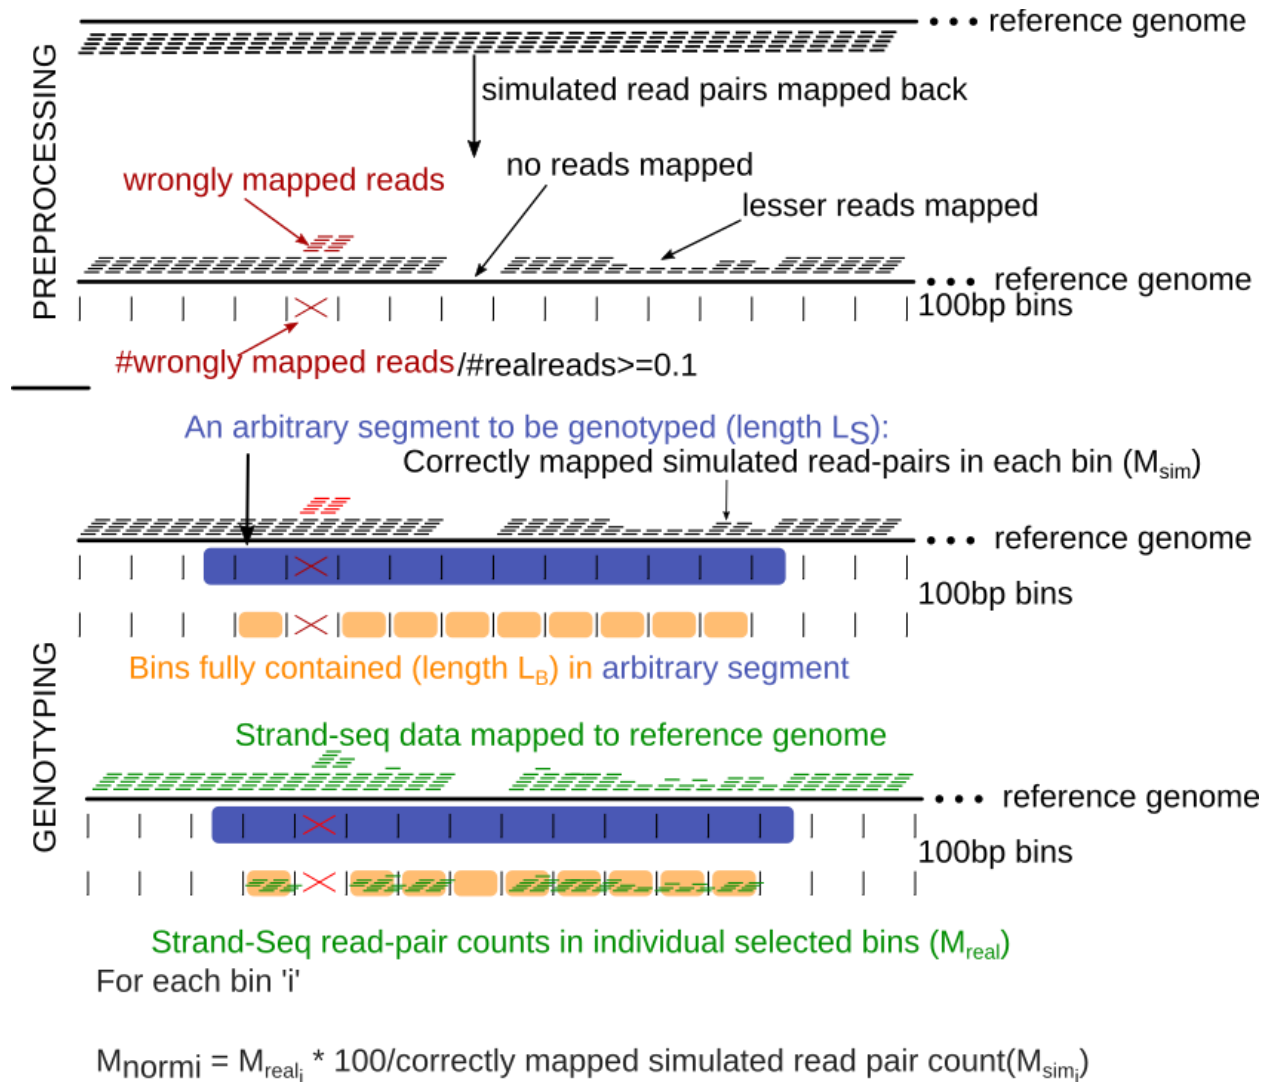 PREPROCESSING
• • • reference genome
simulated read pairs mapped back
no reads mapped
wrongly mapped reads
lesser reads mapped
• • • reference genome
100bp bins
#wrongly mapped reads/#realreads>=0.1
GENOTYPING
An arbitrary segment to be genotyped (length LS):
Correctly mapped simulated read-pairs in each bin (Msim)
• • • reference genome
100bp bins
Bins fully contained (length LB) in arbitrary segment
Strand-seq data mapped to reference genome
• • • reference genome
100bp bins
Strand-Seq read-pair counts in individual selected bins (Mreal)
For each bin 'i'
Mnormi = Mreali * 100/correctly mapped simulated read pair count(Msimi)